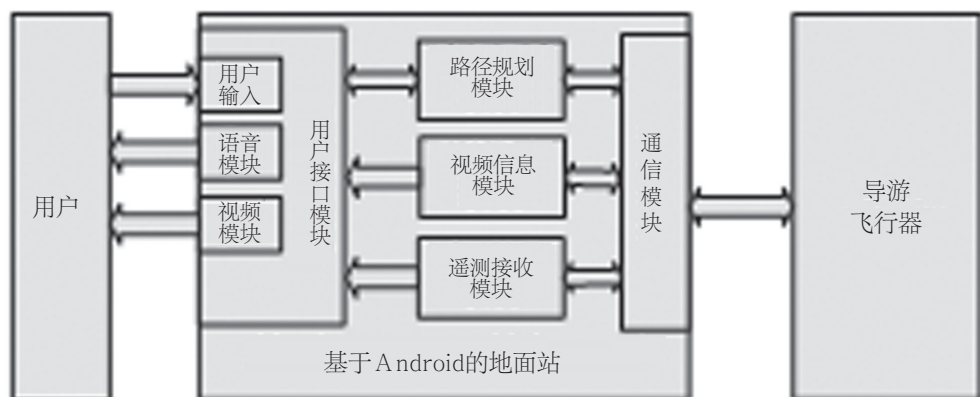 用户
用户
输入
语音
模块
视频
模块
用户接口模块
路径规划
模块
视频信息
模块
遥测接收
模块
通信模块
基于Android的地面站
导游
飞行器